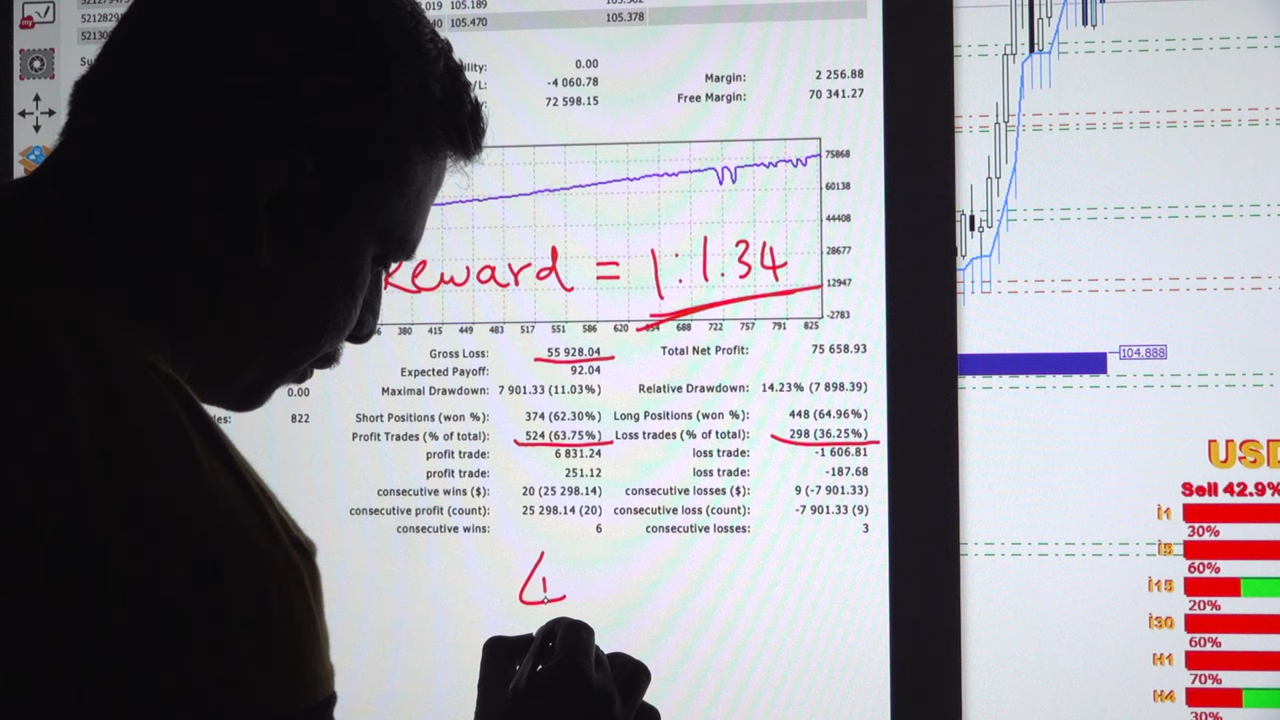 521282
.019 105.189
521300
40 105.470 105.378
ility: 0.00
/L: -4 060.78 Margin: 2 256.88
y: 72 598.15 Free Margin: 70 341.27
75868
60138
44408
28677
Reward = 1:1.34
12947
-2783
380 415 449 483 517 551 586 620 654 688 722 757 791 825
Gross Loss: 55 928.04 Total Net Profit: 75 658.93
Expected Payoff: 92.04
0.00 Maximal Drawdown: 7 901.33 (11.03%) Relative Drawdown: 14.23% (7 898.39)
des: 822 Short Positions (won %): 374 (62.30%) Long Positions (won %): 448 (64.96%)
Profit Trades (% of total): 524 (63.75%) Loss trades (% of total): 298 (36.25%)
profit trade: 6 831.24 loss trade: -1 606.81
profit trade: 251.12 loss trade: -187.68
consecutive wins ($): 20 (25 298.14) consecutive losses ($): 9 (-7 901.33)
consecutive profit (count): 25 298.14 (20) consecutive loss (count): -7 901.33 (9)
consecutive wins: 6 consecutive losses: 3
104.888
USD
Sell 42.9%
i1
30%
i5
60%
i15
20%
i30
60%
H1
70%
H4
30%